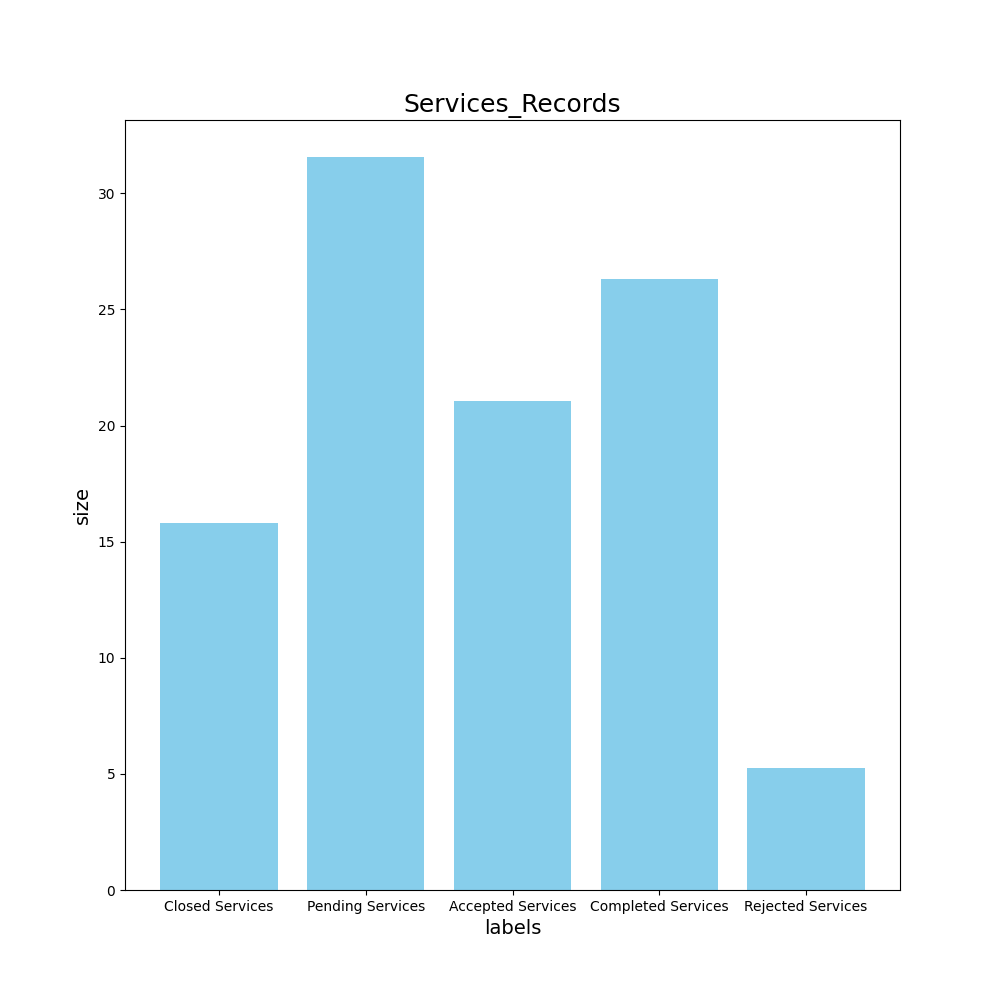 Services_Records
size
30
25
20
15
10
5
0
Closed Services
Pending Services
Accepted Services
Completed Services
Rejected Services
labels